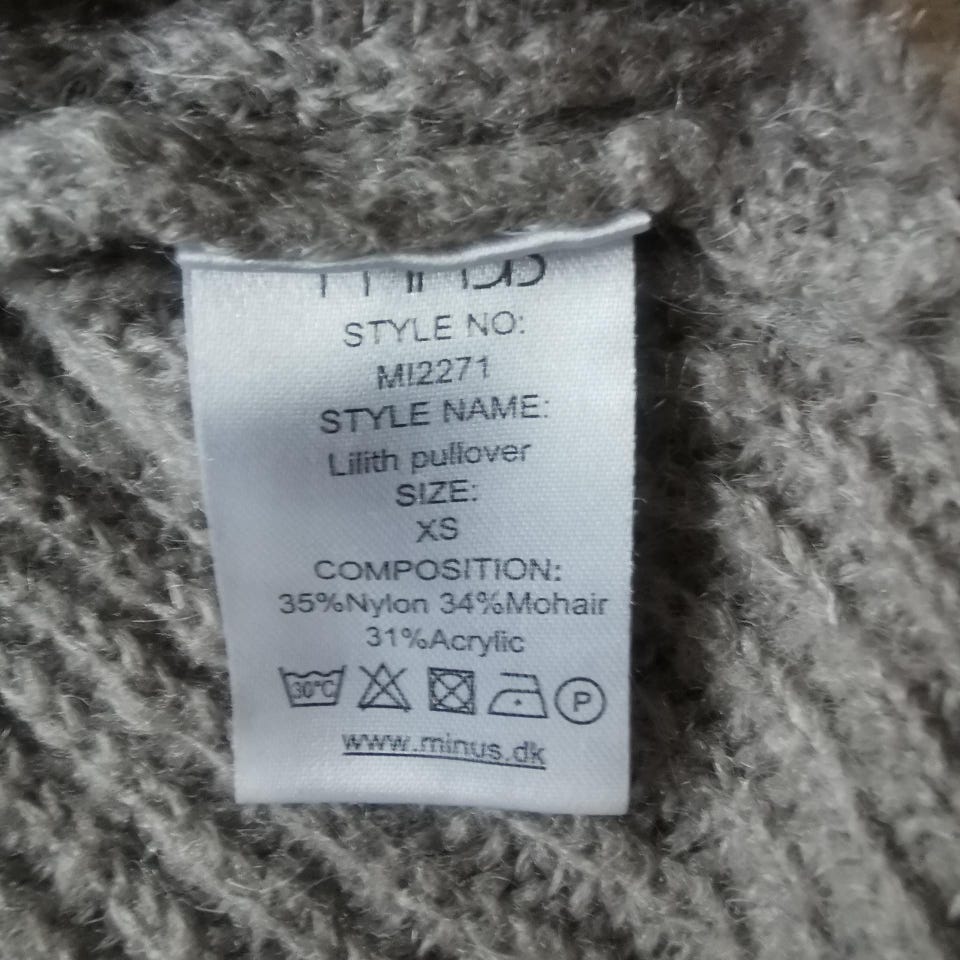 STYLE NO:
MI2271
STYLE NAME:
Lilith pullover
SIZE:
XS
COMPOSITION:
35%Nylon 34%Mohair
31%Acrylic
30°C P
www.minus.dk